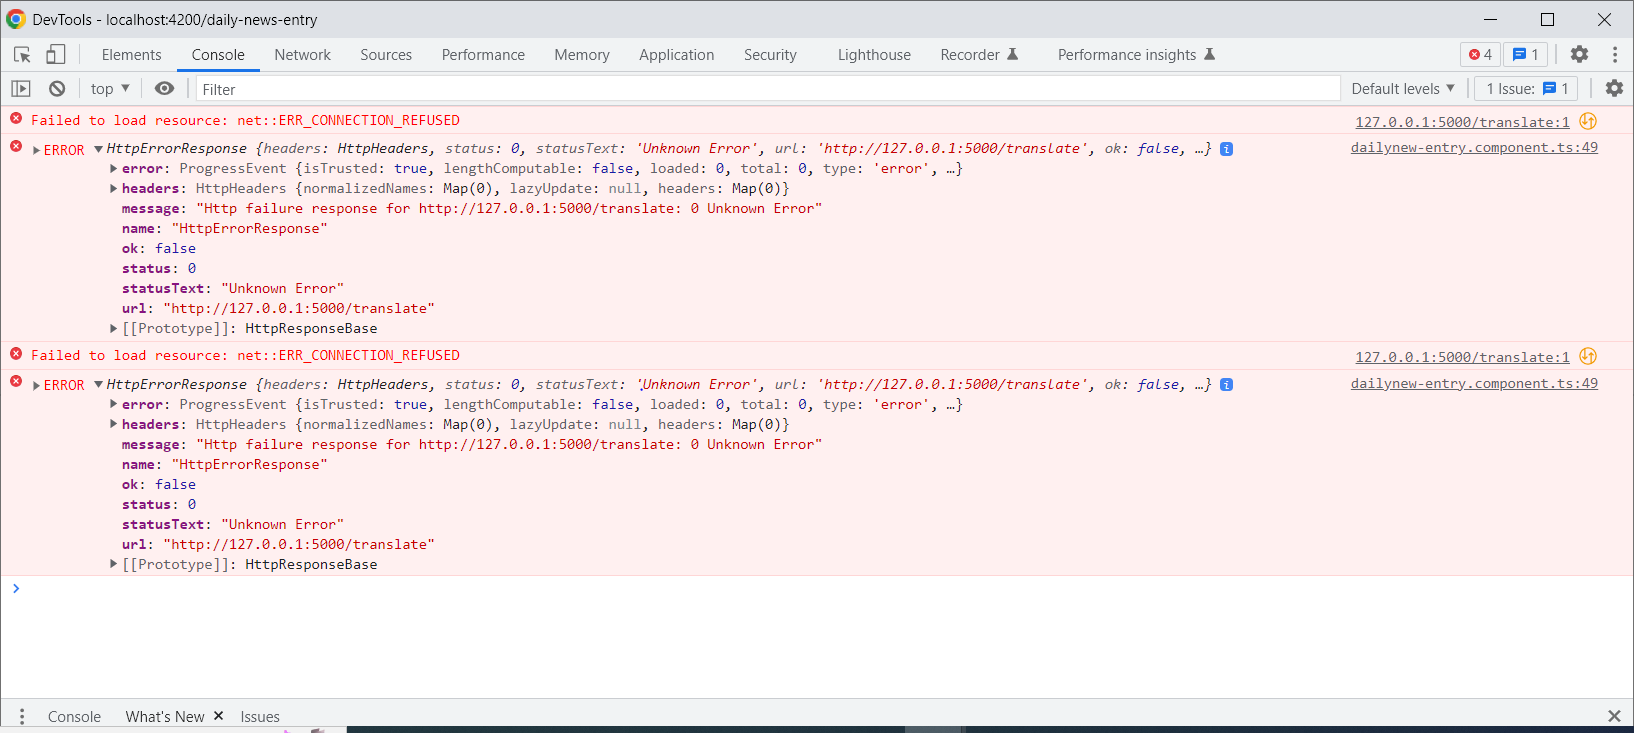 DevTools - localhost:4200/daily-news-entry
Elements Console Network Sources Performance Memory Application Security Lighthouse Recorder Performance insights 4 1
top Filter Default levels 1 Issue: 1
Failed to load resource: net::ERR_CONNECTION_REFUSED 127.0.0.1:5000/translate:1
ERROR HttpErrorResponse {headers: HttpHeaders, status: 0, statusText: 'Unknown Error', url: 'http://127.0.0.1:5000/translate', ok: false, …} i dailynew-entry.component.ts:49
error: ProgressEvent {isTrusted: true, lengthComputable: false, loaded: 0, total: 0, type: 'error', …}
headers: HttpHeaders {normalizedNames: Map(0), lazyUpdate: null, headers: Map(0)}
message: "Http failure response for http://127.0.0.1:5000/translate: 0 Unknown Error"
name: "HttpErrorResponse"
ok: false
status: 0
statusText: "Unknown Error"
url: "http://127.0.0.1:5000/translate"
[[Prototype]]: HttpResponseBase
Failed to load resource: net::ERR_CONNECTION_REFUSED 127.0.0.1:5000/translate:1
ERROR HttpErrorResponse {headers: HttpHeaders, status: 0, statusText: 'Unknown Error', url: 'http://127.0.0.1:5000/translate', ok: false, …} i dailynew-entry.component.ts:49
error: ProgressEvent {isTrusted: true, lengthComputable: false, loaded: 0, total: 0, type: 'error', …}
headers: HttpHeaders {normalizedNames: Map(0), lazyUpdate: null, headers: Map(0)}
message: "Http failure response for http://127.0.0.1:5000/translate: 0 Unknown Error"
name: "HttpErrorResponse"
ok: false
status: 0
statusText: "Unknown Error"
url: "http://127.0.0.1:5000/translate"
[[Prototype]]: HttpResponseBase
Console What's New Issues